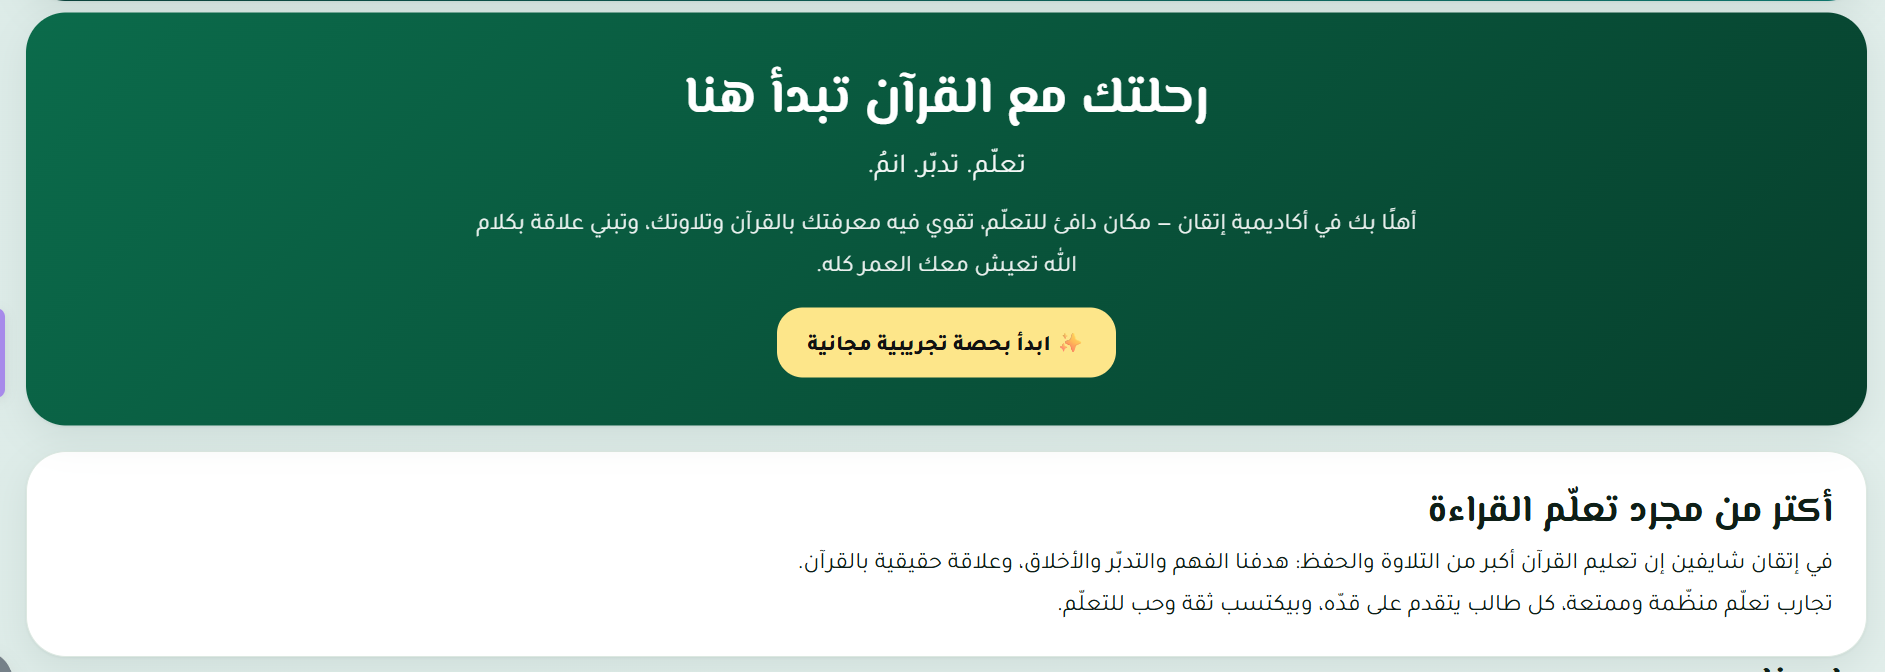 رحلتك مع القرآن تبدأ هنا
تعلّم. تدبّر. انمُ.
أهلًا بك في أكاديمية إتقان – مكان دافئ للتعلّم، تقوي فيه معرفتك بالقرآن وتلاوتك، وتبني علاقة بكلام
الله تعيش معك العمر كله.
✨ ابدأ بحصة تجريبية مجانية
أكتر من مجرد تعلّم القراءة
في إتقان شايفين إن تعليم القرآن أكبر من التلاوة والحفظ: هدفنا الفهم والتدبّر والأخلاق، وعلاقة حقيقية بالقرآن.
تجارب تعلّم منظّمة وممتعة، كل طالب يتقدم على قدّه، وبيكتسب ثقة وحب للتعلّم.